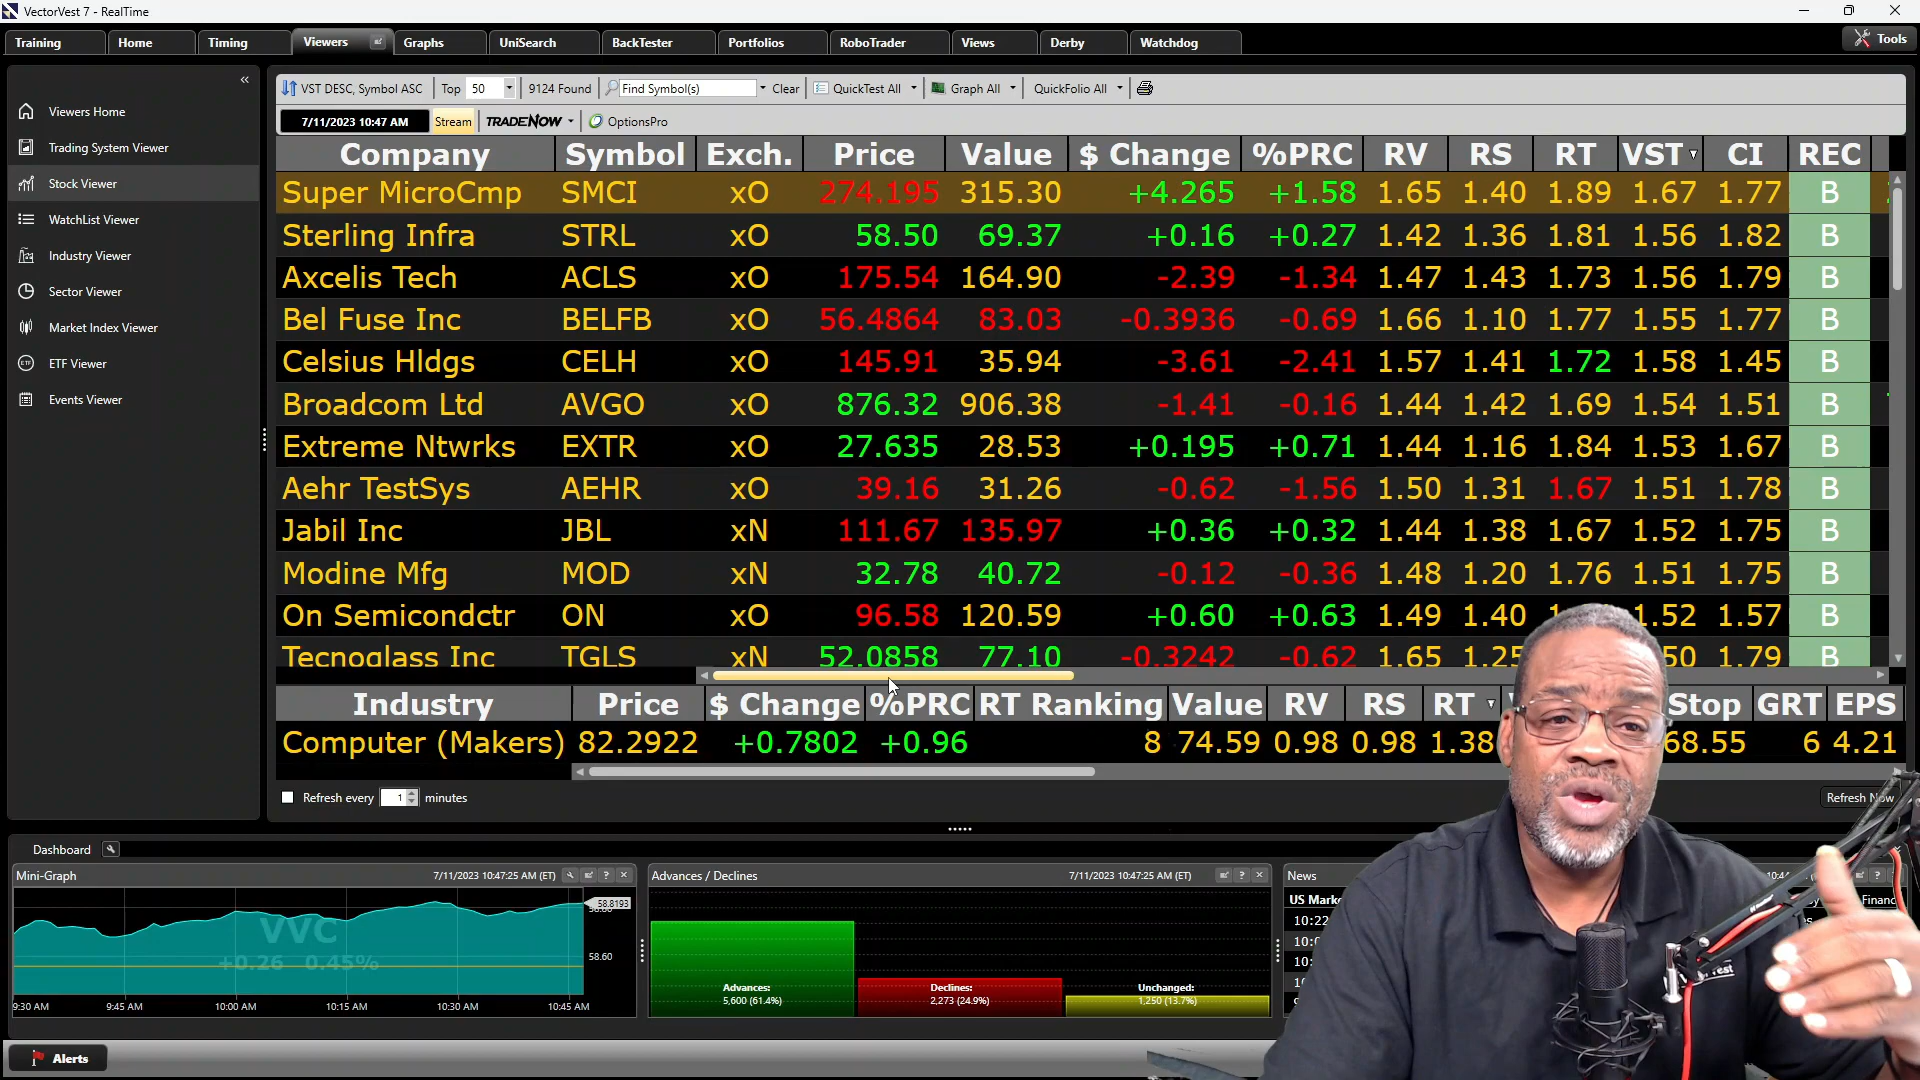 VectorVest 7 - RealTime
Training Home Timing Viewers Graphs UniSearch BackTester Portfolios RoboTrader Views Derby Watchdog Tools
VST DESC, Symbol ASC Top 50 9124 Found Find Symbol(s) Clear QuickTest All Graph All QuickFolio All
7/11/2023 10:47 AM Stream TRADENOW OptionsPro
Viewers Home
Trading System Viewer
Stock Viewer
WatchList Viewer
Industry Viewer
Sector Viewer
Market Index Viewer
ETF Viewer
Events Viewer
Company Symbol Exch. Price Value $ Change %PRC RV RS RT VST CI REC
Super MicroCmp SMCI xO 274.195 315.30 +4.265 +1.58 1.65 1.40 1.89 1.67 1.77 B
Sterling Infra STRL xO 58.50 69.37 +0.16 +0.27 1.42 1.36 1.81 1.56 1.82 B
Axcelis Tech ACLS xO 175.54 164.90 -2.39 -1.34 1.47 1.43 1.73 1.56 1.79 B
Bel Fuse Inc BELFB xO 56.4864 83.03 -0.3936 -0.69 1.66 1.10 1.77 1.55 1.77 B
Celsius Hldgs CELH xO 145.91 35.94 -3.61 -2.41 1.57 1.41 1.72 1.58 1.45 B
Broadcom Ltd AVGO xO 876.32 906.38 -1.41 -0.16 1.44 1.42 1.69 1.54 1.51 B
Extreme Ntwrks EXTR xO 27.635 28.53 +0.195 +0.71 1.44 1.16 1.84 1.53 1.67 B
Aehr TestSys AEHR xO 39.16 31.26 -0.62 -1.56 1.50 1.31 1.67 1.51 1.78 B
Jabil Inc JBL xN 111.67 135.97 +0.36 +0.32 1.44 1.38 1.67 1.52 1.75 B
Modine Mfg MOD xN 32.78 40.72 -0.12 -0.36 1.48 1.20 1.76 1.51 1.75 B
On Semicondctr ON xO 96.58 120.59 +0.60 +0.63 1.49 1.40 1.52 1.57 B
Tecnoglass Inc TGLS xN 52.0858 77.10 -0.3242 -0.62 1.65 1.25 50 1.79 B
Industry Price $ Change %PRC RT Ranking Value RV RS RT Stop GRT EPS
Computer (Makers) 82.2922 +0.7802 +0.96 8 74.59 0.98 0.98 1.38 68.55 6 4.21
Refresh every 1 minutes Refresh Now
Dashboard
Mini-Graph 7/11/2023 10:47:25 AM (ET)
58.8193
VVC
+0.26 0.45%
58.60
9:30 AM 9:45 AM 10:00 AM 10:15 AM 10:30 AM 10:45 AM
Advances / Declines 7/11/2023 10:47:25 AM (ET)
Advances:
5,600 (61.4%)
Declines:
2,273 (24.9%)
Unchanged:
1,250 (13.7%)
News
US Marke Financ
10:22
Alerts